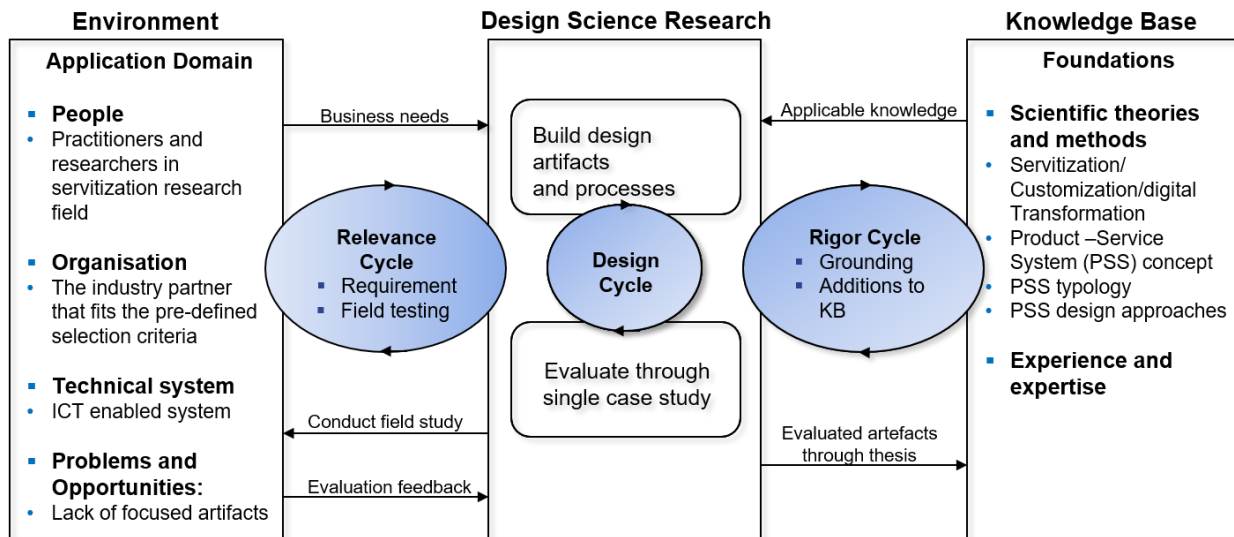 Environment
Application Domain
People
Practitioners and
researchers in
servitization research
field
Organisation
The industry partner
that fits the pre-defined
selection criteria
Technical system
ICT enabled system
Problems and
Opportunities:
Lack of focused artifacts
Business needs
Relevance
Cycle
Requirement
Field testing
Conduct field study
Evaluation feedback
Design Science Research
Build design
artifacts
and processes
Design
Cycle
Evaluate through
single case study
Applicable knowledge
Rigor Cycle
Grounding
Additions to
KB
Evaluated artefacts
through thesis
Knowledge Base
Foundations
Scientific theories
and methods
Servitization/
Customization/digital
Transformation
Product –Service
System (PSS) concept
PSS typology
PSS design approaches
Experience and
expertise